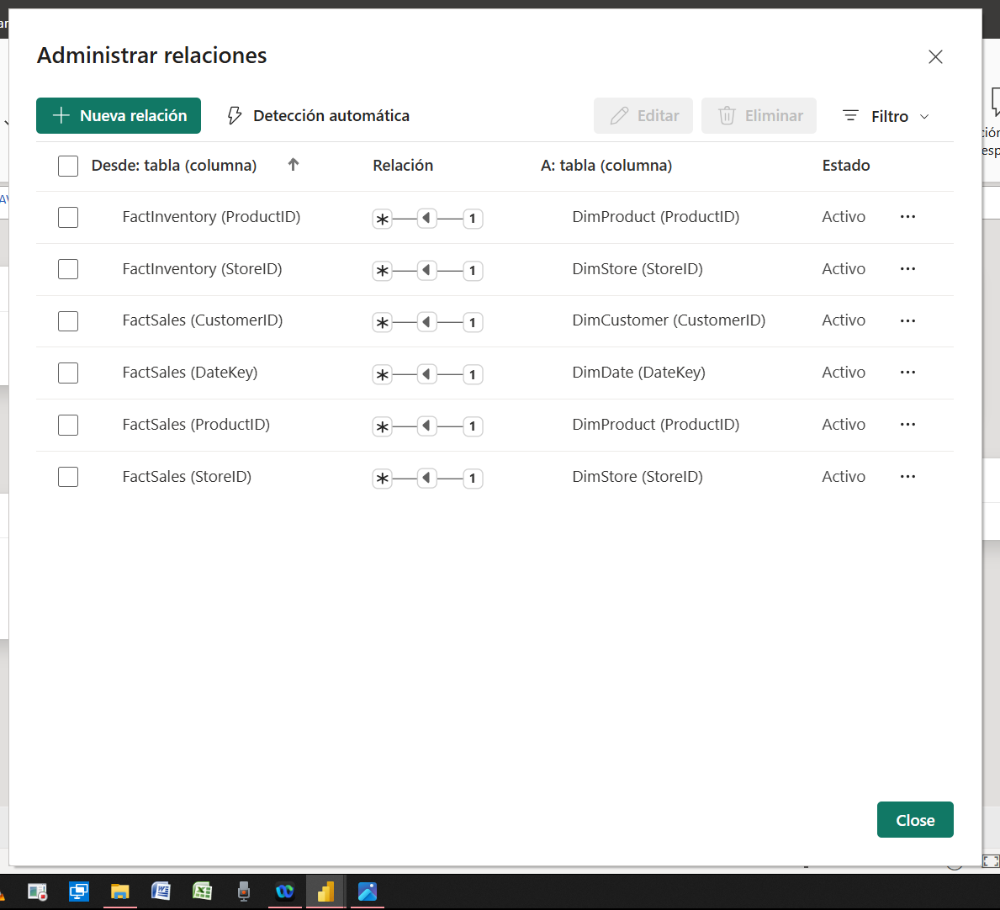 Administrar relaciones
Nueva relación Detección automática Editar Eliminar Filtro
Desde: tabla (columna) Relación A: tabla (columna) Estado
FactInventory (ProductID) * 1 DimProduct (ProductID) Activo ...
FactInventory (StoreID) * 1 DimStore (StoreID) Activo ...
FactSales (CustomerID) * 1 DimCustomer (CustomerID) Activo ...
FactSales (DateKey) * 1 DimDate (DateKey) Activo ...
FactSales (ProductID) * 1 DimProduct (ProductID) Activo ...
FactSales (StoreID) * 1 DimStore (StoreID) Activo ...
Close